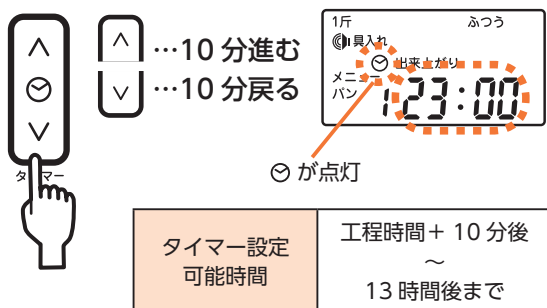 …10 分進む
…10 分戻る
タイマー
1斤 ふつう
具入れ
出来上がり
メニュー
パン 1 23:00
が点灯
タイマー設定
可能時間
工程時間＋ 10 分後
～
13 時間後まで